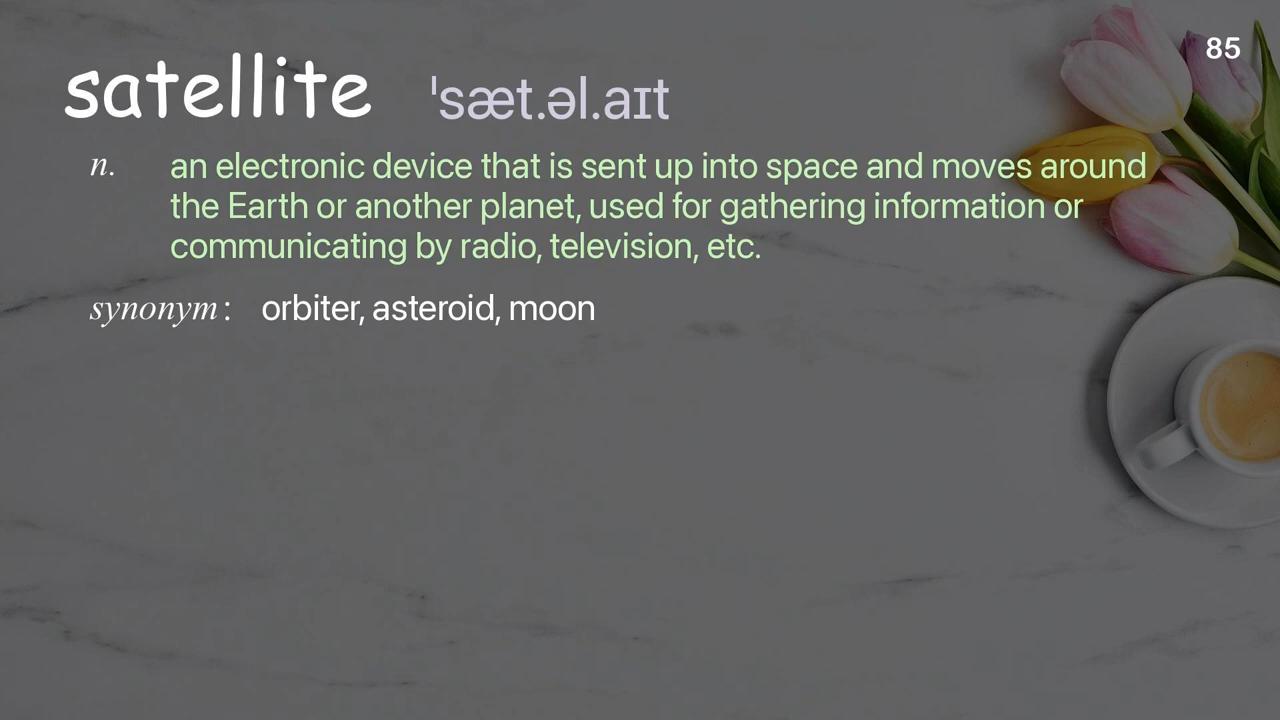 85
satellite ˈsæt.əl.aɪt
n. an electronic device that is sent up into space and moves around
the Earth or another planet, used for gathering information or
communicating by radio, television, etc.
synonym: orbiter, asteroid, moon